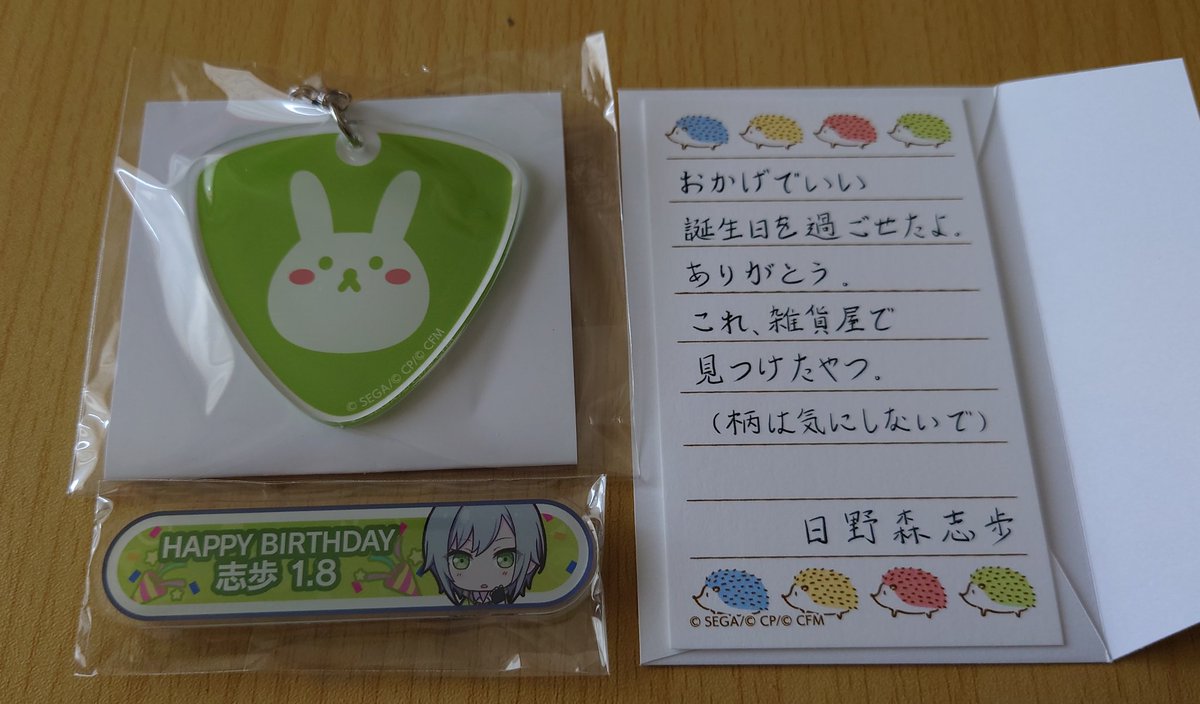 © SEGA/© CP/© CFM
HAPPY BIRTHDAY
志歩 1.8
おかげでいい
誕生日を過ごせたよ.
ありがとう.
これ、雑貨屋で
見つけたやつ.
(柄は気にしないで)
日野森志歩
© SEGA/© CP/© CFM